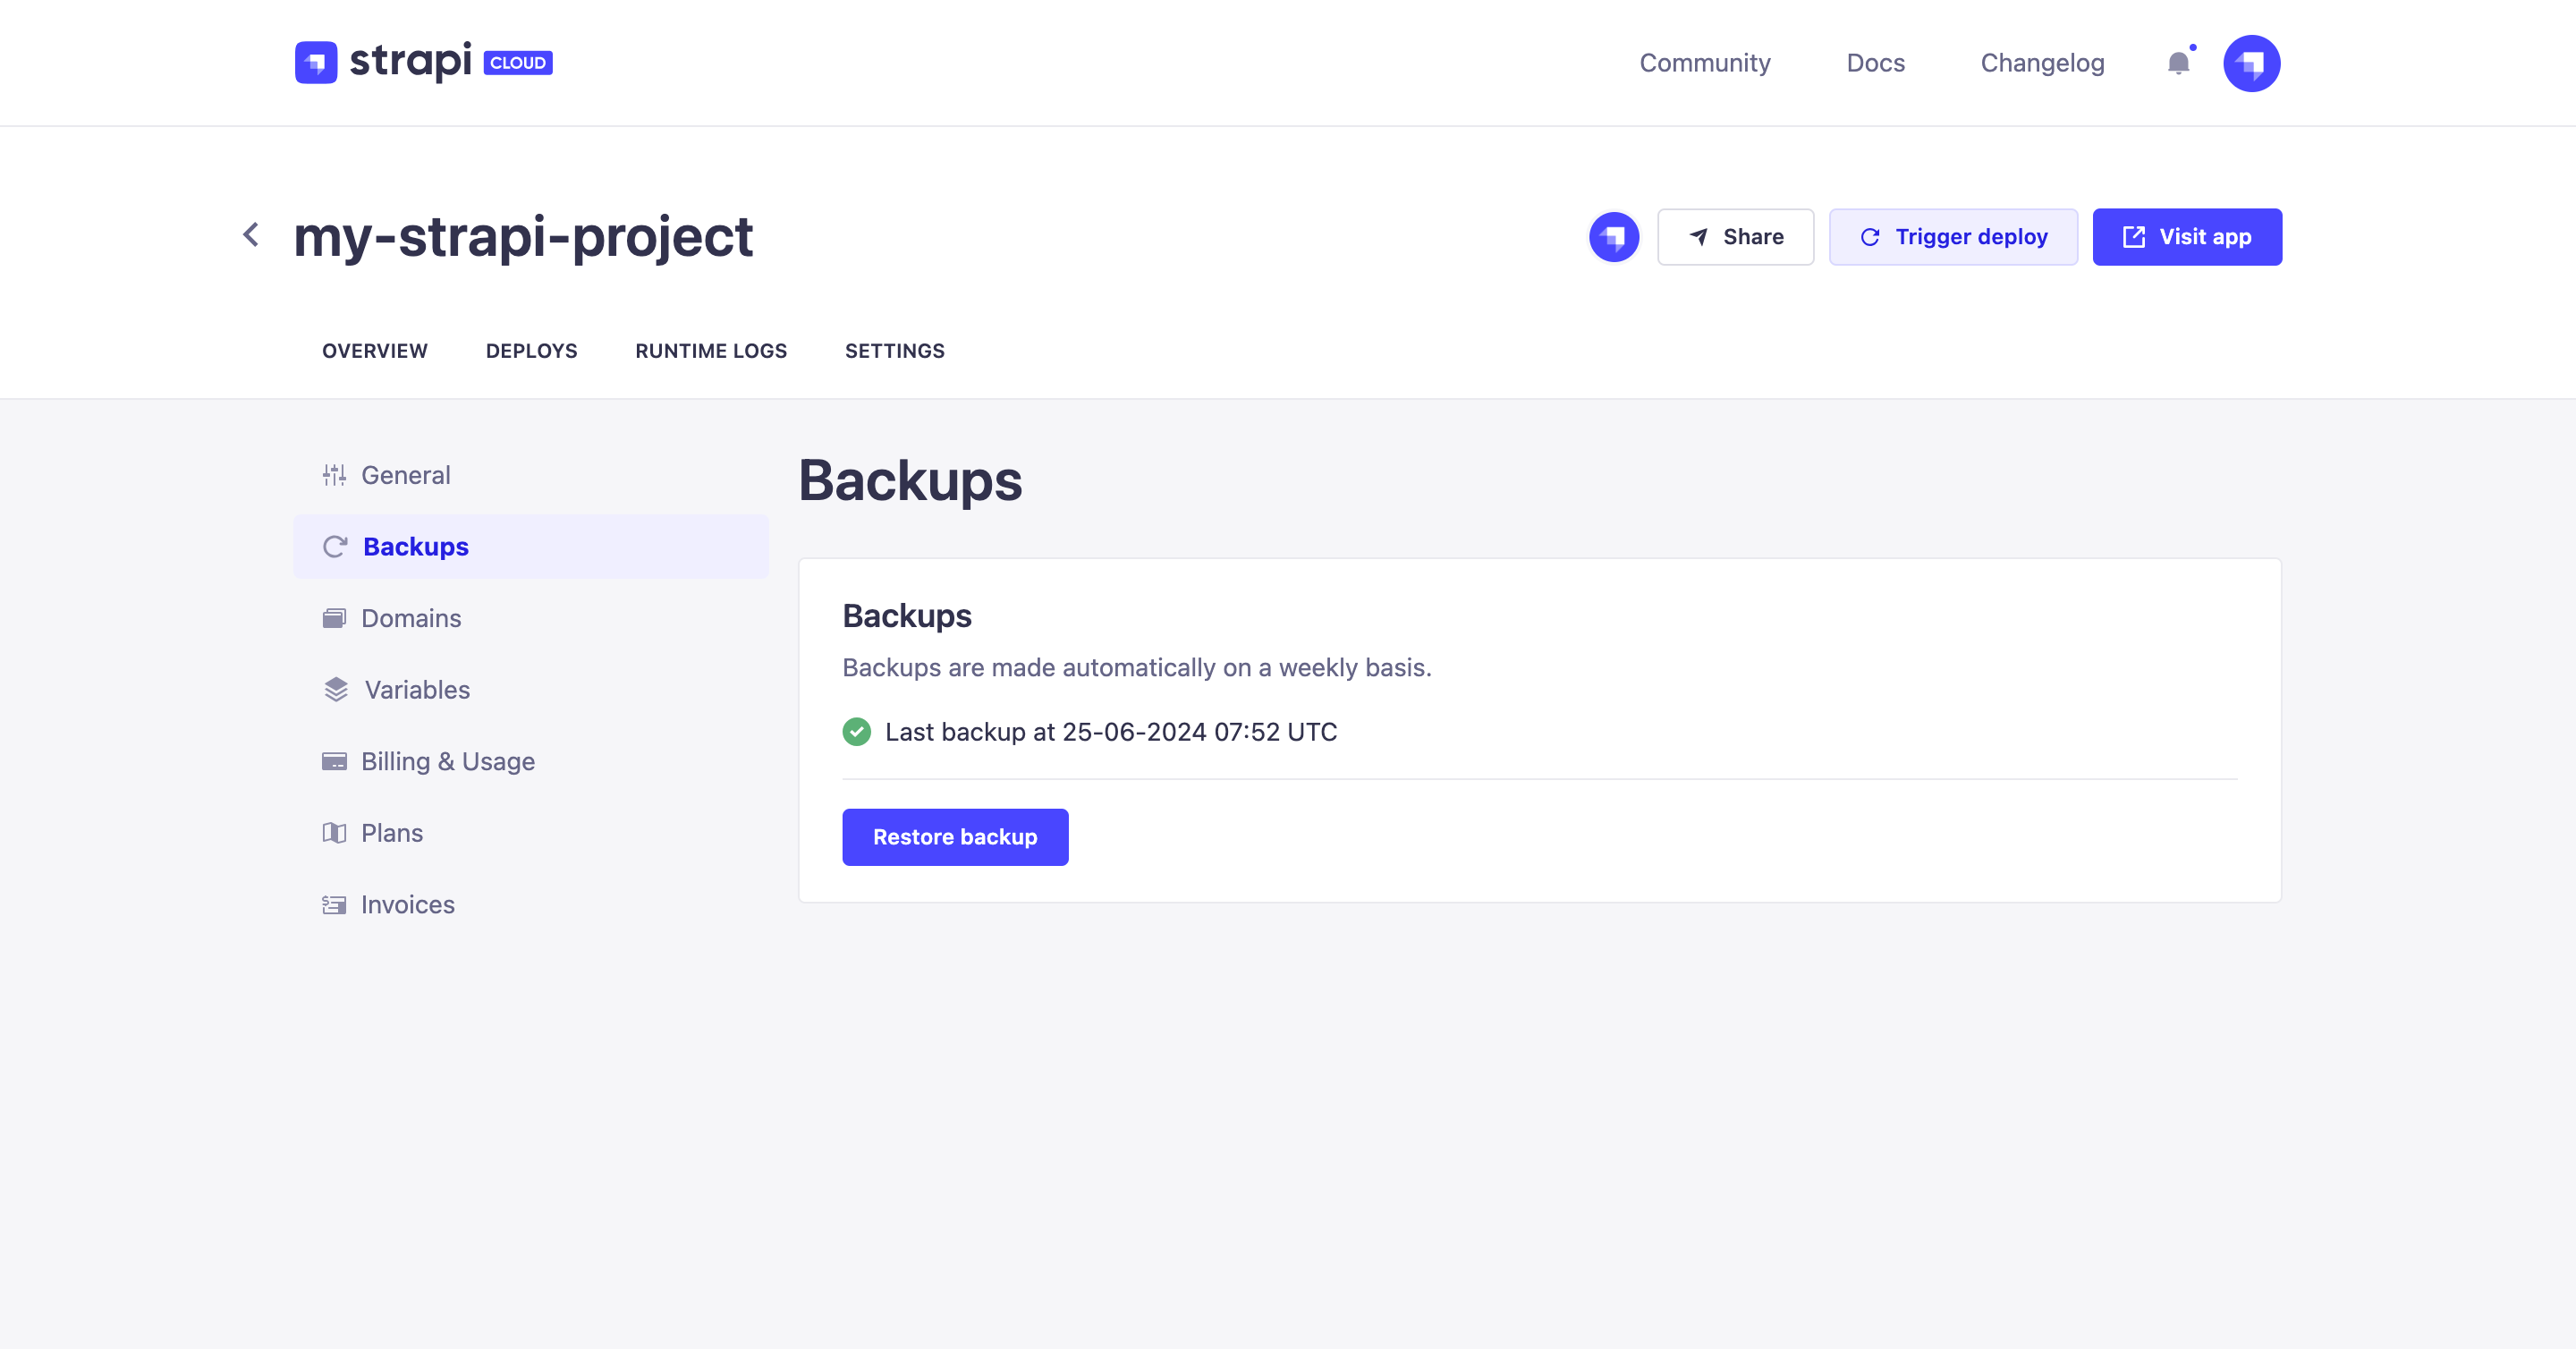 strapi CLOUD
Community Docs Changelog
my-strapi-project
Share Trigger deploy Visit app
OVERVIEW DEPLOYS RUNTIME LOGS SETTINGS
General
Backups
Domains
Variables
Billing & Usage
Plans
Invoices
Backups
Backups
Backups are made automatically on a weekly basis.
Last backup at 25-06-2024 07:52 UTC
Restore backup